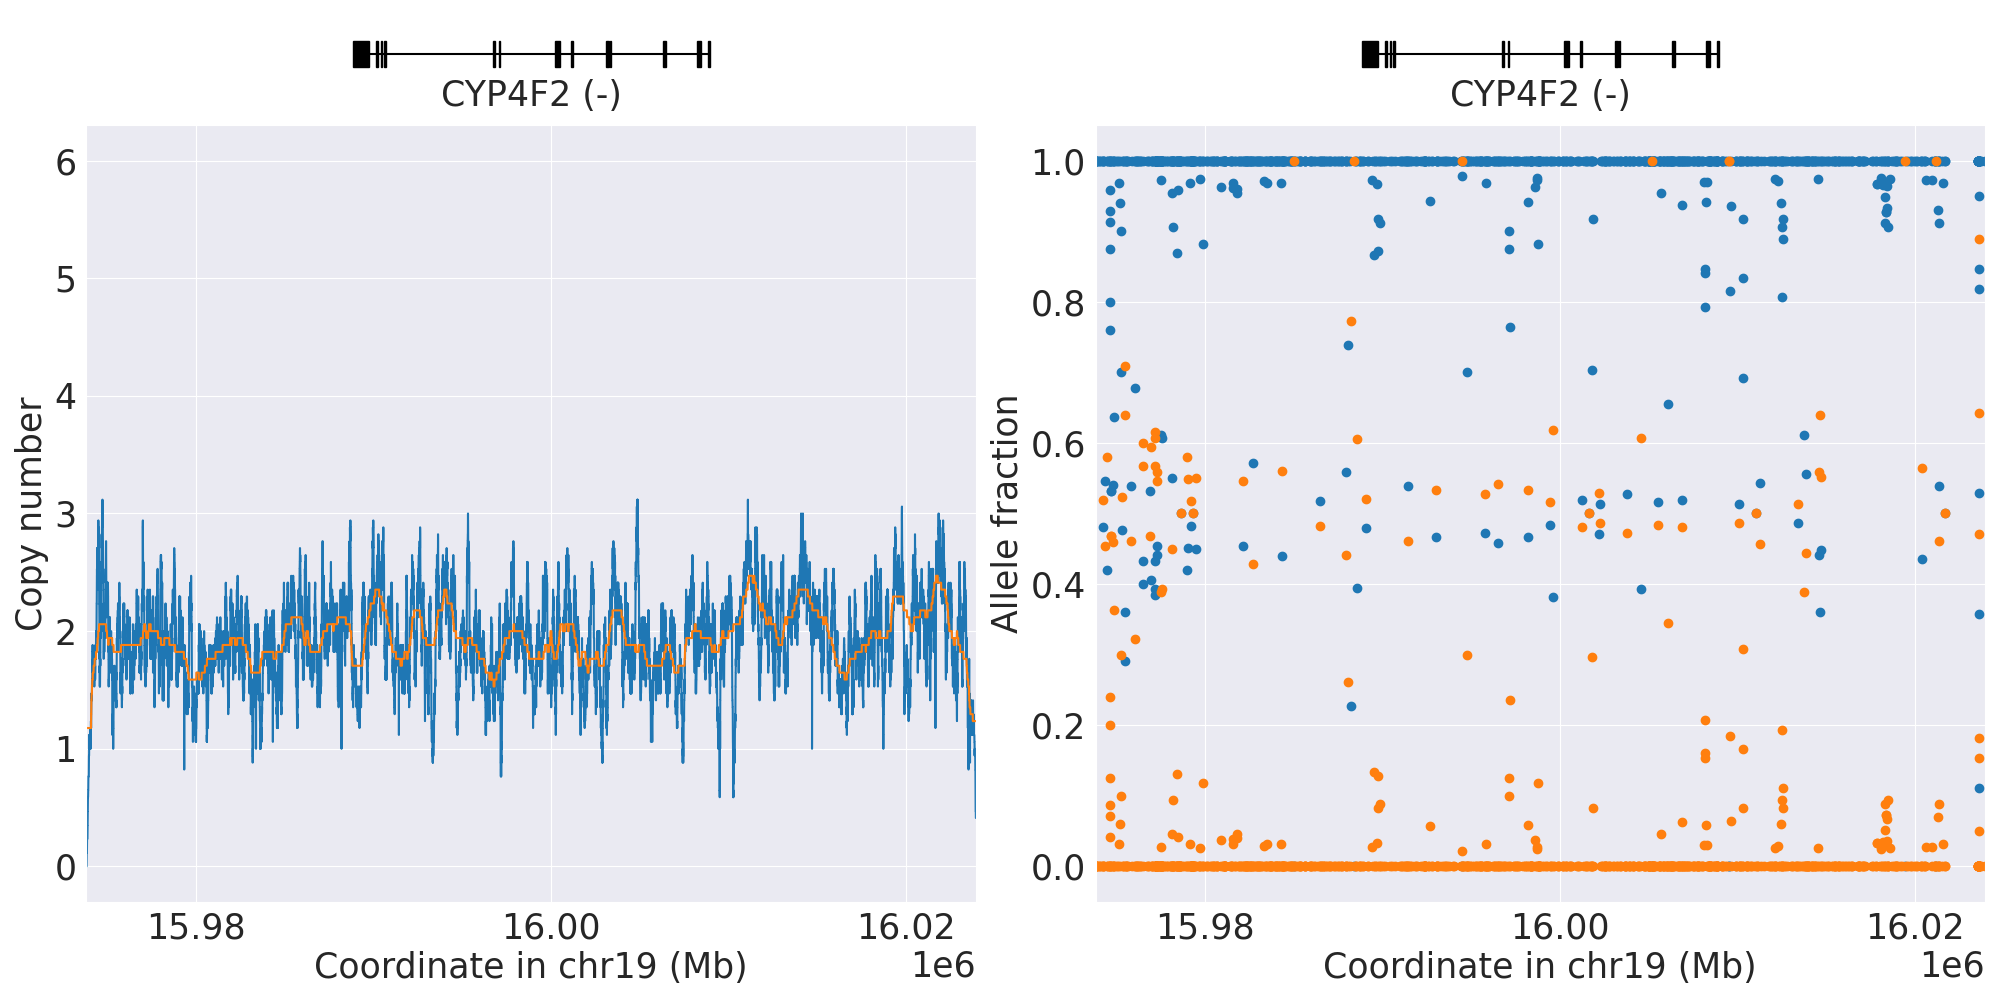 CYP4F2 (-)
6
5
4
3
2
1
0
Copy number
15.98
16.00
16.02
Coordinate in chr19 (Mb)
1e6
CYP4F2 (-)
1.0
0.8
0.6
0.4
0.2
0.0
Allele fraction
15.98
16.00
16.02
Coordinate in chr19 (Mb)
1e6